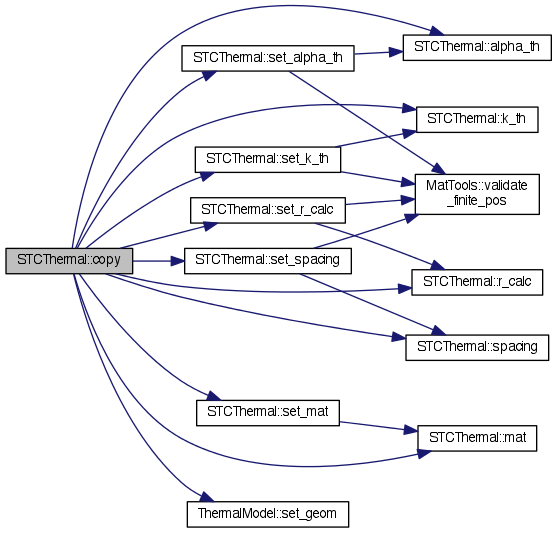 STCThermal::alpha_th
STCThermal::set_alpha_th
STCThermal::k_th
STCThermal::set_k_th
MatTools::validate
_finite_pos
STCThermal::set_r_calc
STCThermal::copy
STCThermal::set_spacing
STCThermal::r_calc
STCThermal::spacing
STCThermal::set_mat
STCThermal::mat
ThermalModel::set_geom